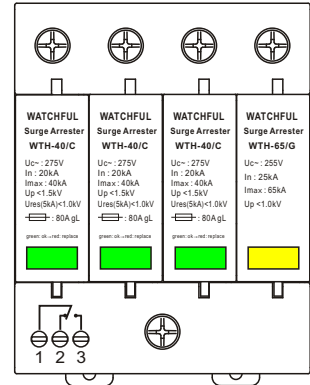 WATCHFUL
Surge Arrester
WTH-40/C
Uc~ : 275V
In : 20kA
Imax : 40kA
Up <1.5kV
Ures(5kA)<1.0kV
: 80A gL
green: ok→red: replace
WATCHFUL
Surge Arrester
WTH-40/C
Uc~ : 275V
In : 20kA
Imax : 40kA
Up <1.5kV
Ures(5kA)<1.0kV
: 80A gL
green: ok→red: replace
WATCHFUL
Surge Arrester
WTH-40/C
Uc~ : 275V
In : 20kA
Imax : 40kA
Up <1.5kV
Ures(5kA)<1.0kV
: 80A gL
green: ok→red: replace
WATCHFUL
Surge Arrester
WTH-65/G
Uc~ : 255V
In : 25kA
Imax : 65kA
Up <1.0kV
1 2 3